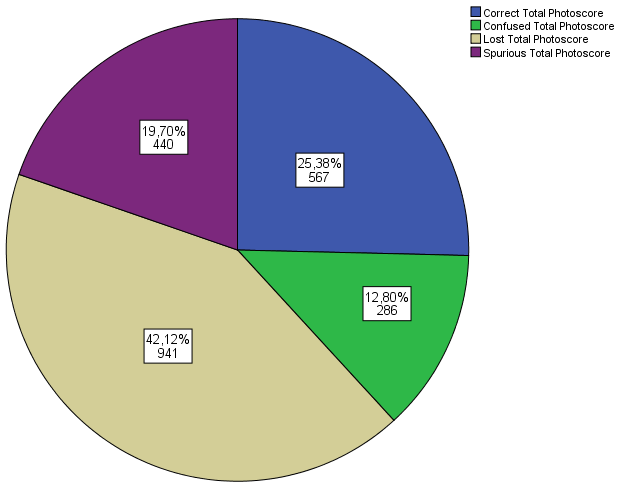 Correct Total Photoscore
Confused Total Photoscore
Lost Total Photoscore
Spurious Total Photoscore
19,70%
440
25,38%
567
12,80%
286
42,12%
941